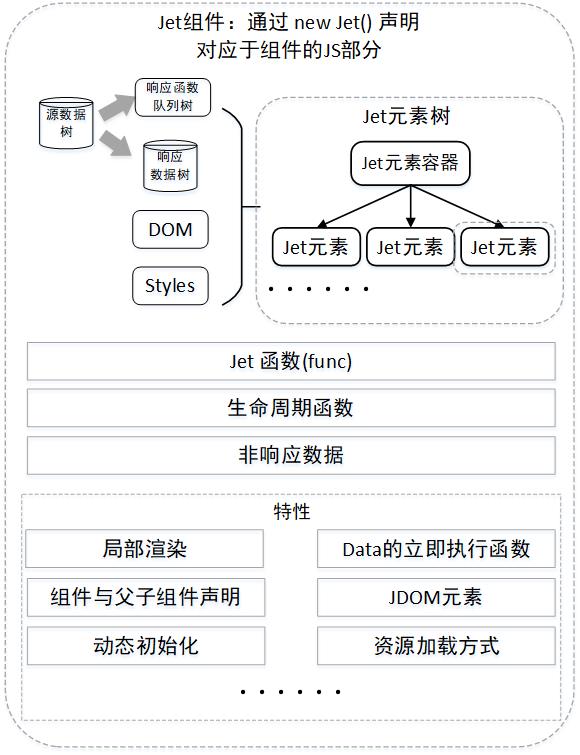 Jet组件：通过 new Jet() 声明
对应于组件的JS部分
响应函数
队列树
源数据
树
响应
数据树
DOM
Styles
Jet元素树
Jet元素容器
Jet元素
Jet元素
Jet元素
Jet 函数(func)
生命周期函数
非响应数据
特性
局部渲染
Data的立即执行函数
组件与父子组件声明
JDOM元素
动态初始化
资源加载方式